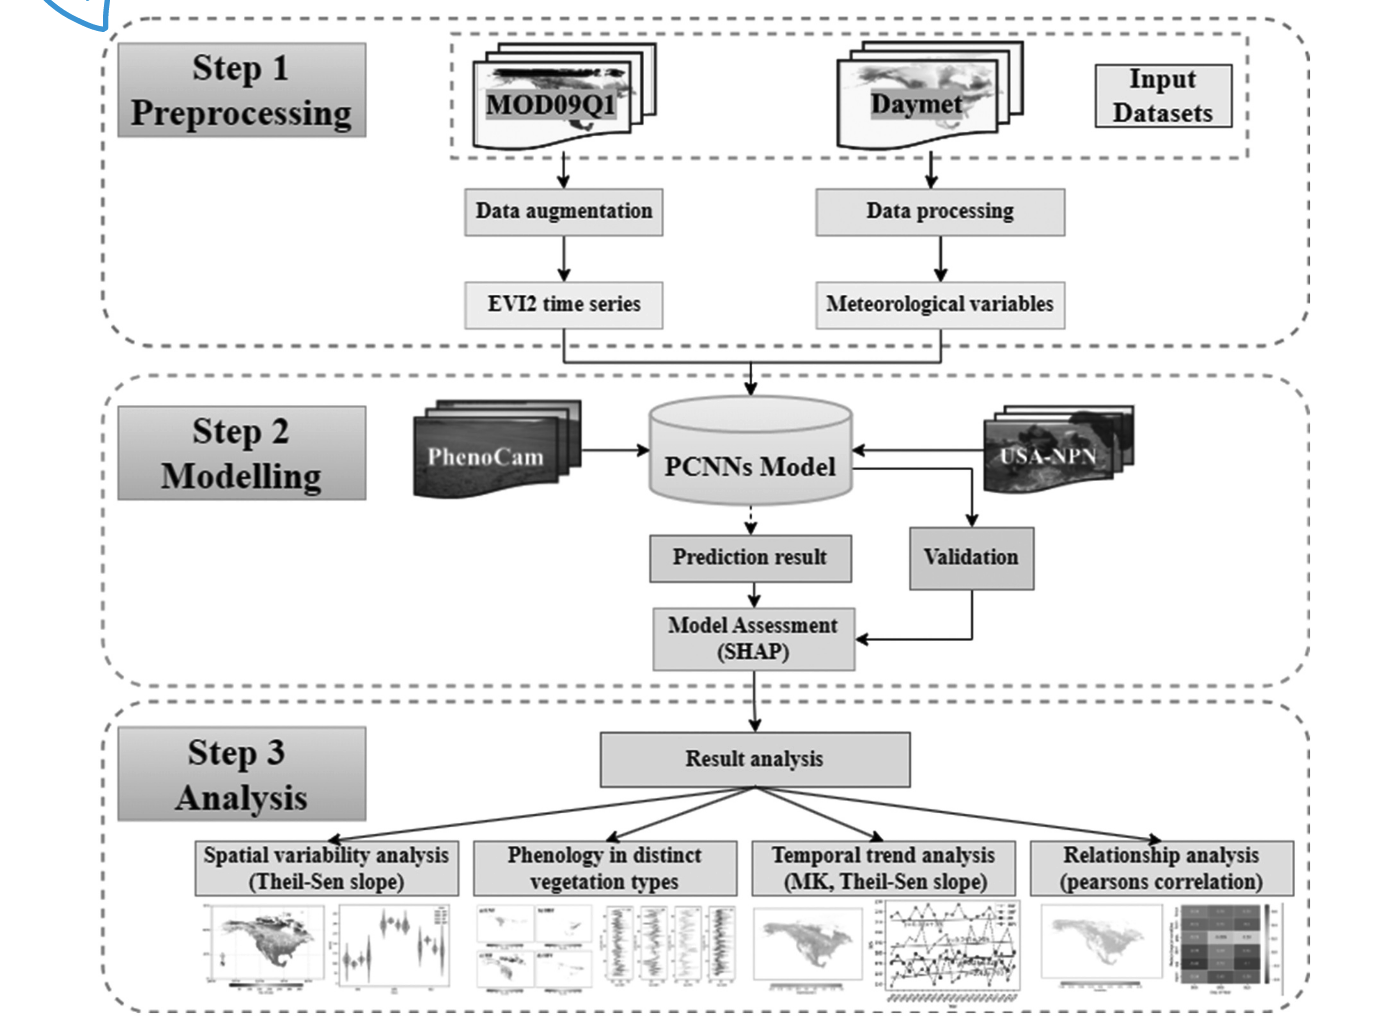 Step 1
Preprocessing
MOD09Q1
Daymet
Input
Datasets
Data augmentation
Data processing
EVI2 time series
Meteorological variables
Step 2
Modelling
PhenoCam
PCNNs Model
USA-NPN
Prediction result
Validation
Model Assessment
(SHAP)
Step 3
Analysis
Result analysis
Spatial variability analysis
(Theil-Sen slope)
Phenology in distinct
vegetation types
Temporal trend analysis
(MK, Theil-Sen slope)
Relationship analysis
(pearsons correlation)